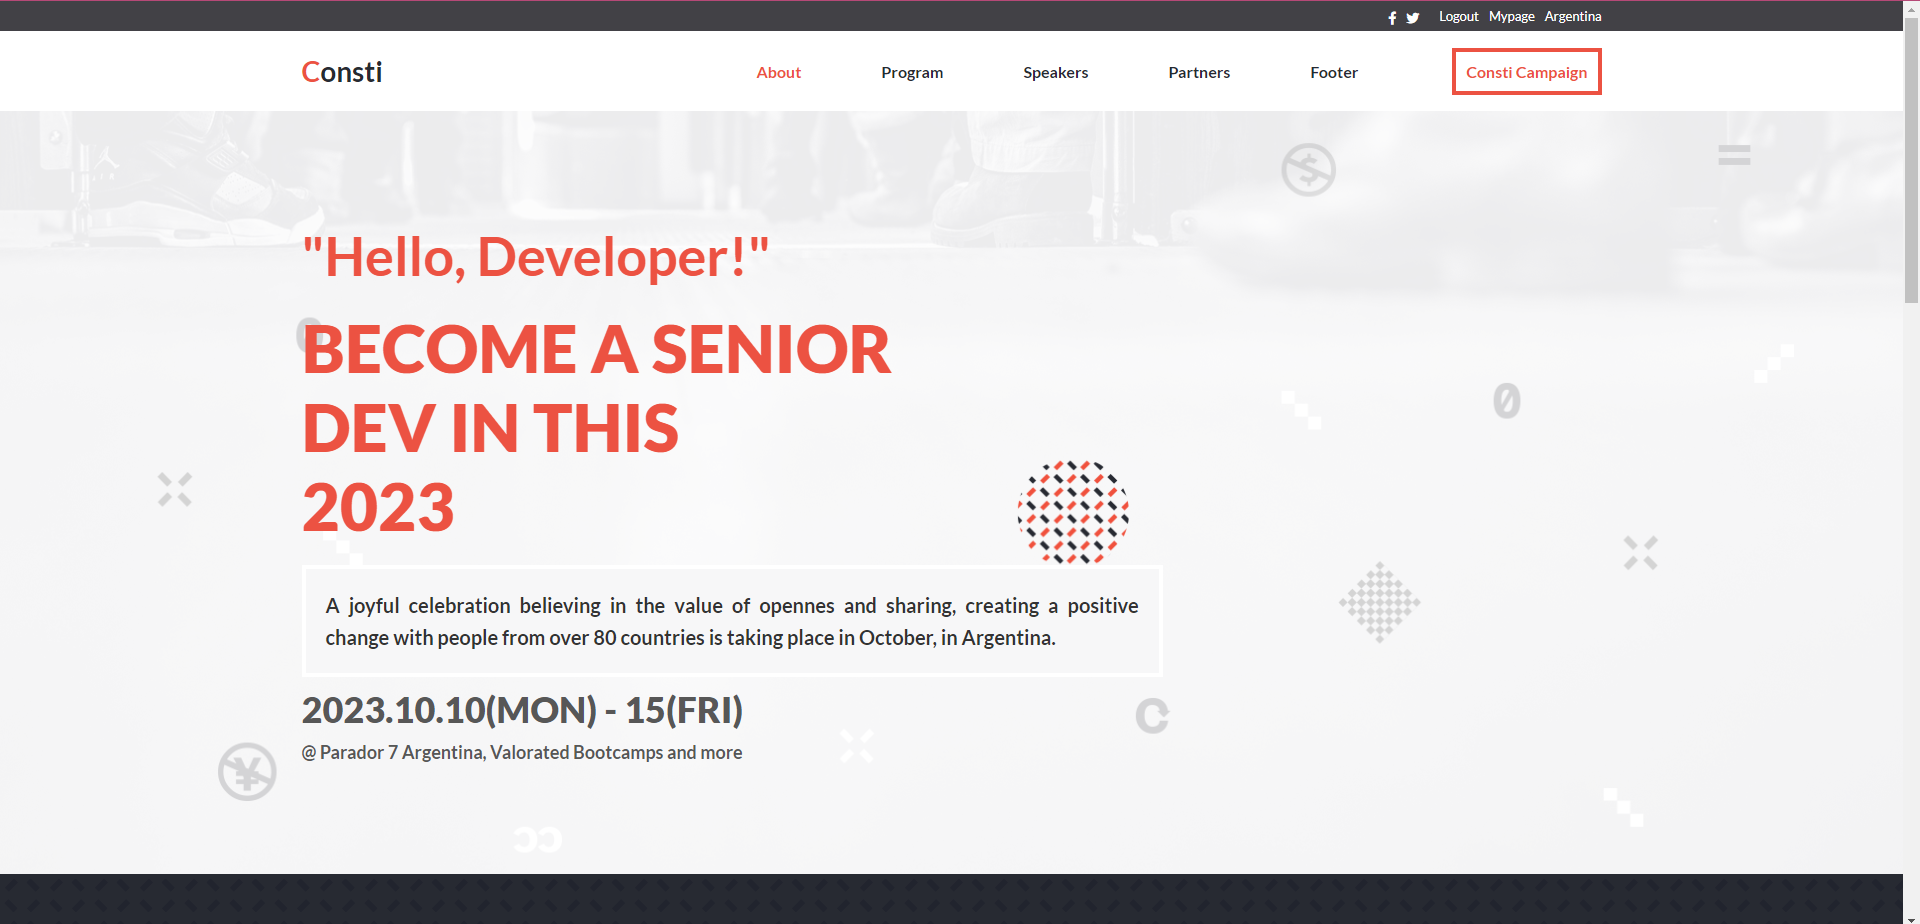 Logout Mypage Argentina
Consti
About Program Speakers Partners Footer Consti Campaign
"Hello, Developer!"
BECOME A SENIOR
DEV IN THIS
2023
A joyful celebration believing in the value of opennes and sharing, creating a positive
change with people from over 80 countries is taking place in October, in Argentina.
2023.10.10(MON) - 15(FRI)
@ Parador 7 Argentina, Valorated Bootcamps and more